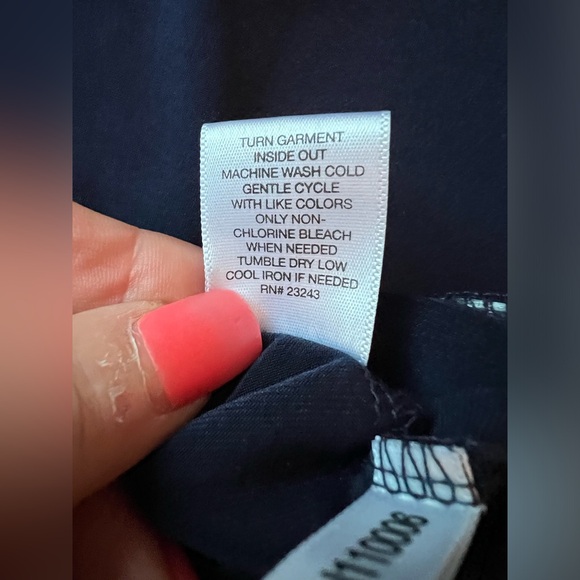 TURN GARMENT
INSIDE OUT
MACHINE WASH COLD
GENTLE CYCLE
WITH LIKE COLORS
ONLY NON-
CHLORINE BLEACH
WHEN NEEDED
TUMBLE DRY LOW
COOL IRON IF NEEDED
RN# 23243